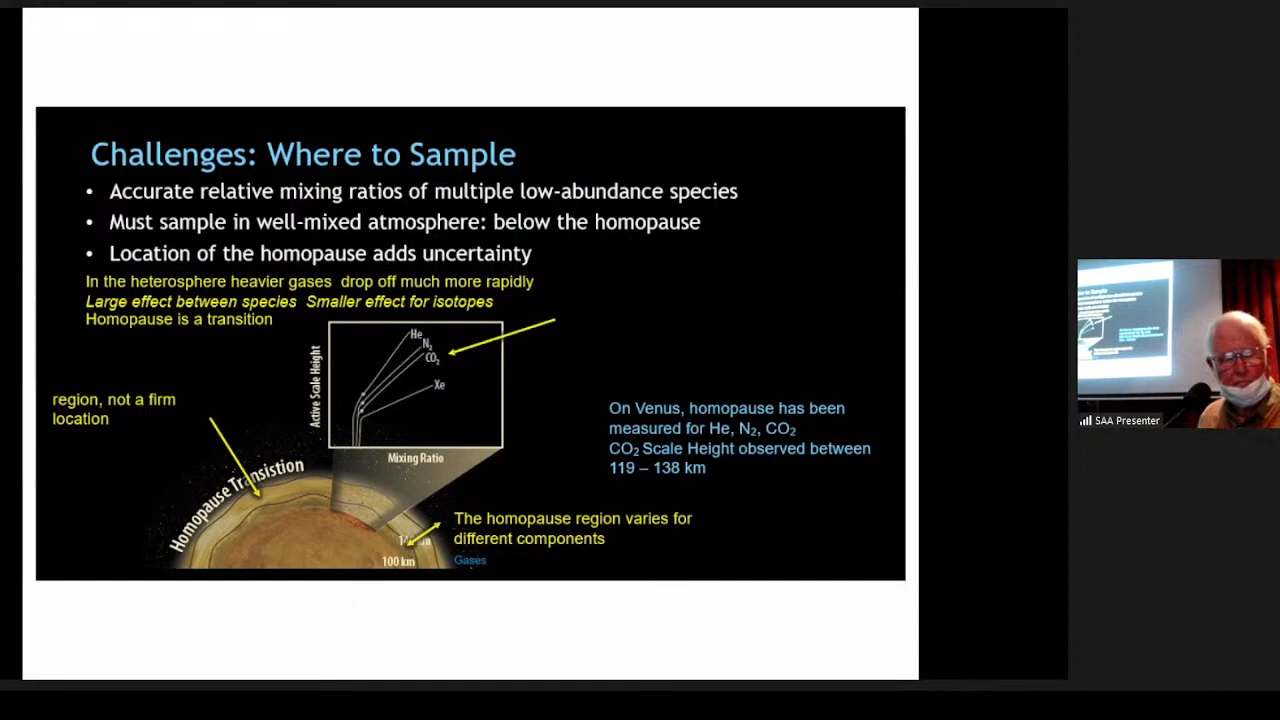 Challenges: Where to Sample
• Accurate relative mixing ratios of multiple low-abundance species
• Must sample in well-mixed atmosphere: below the homopause
• Location of the homopause adds uncertainty
In the heterosphere heavier gases drop off much more rapidly
Large effect between species Smaller effect for isotopes
Homopause is a transition
region, not a firm
location
Active Scale Height
He
N₂
CO₂
Xe
Mixing Ratio
Homopause Transistion
100 km
On Venus, homopause has been
measured for He, N₂, CO₂
CO₂ Scale Height observed between
119 – 138 km
The homopause region varies for
different components
Gases
SAA Presenter